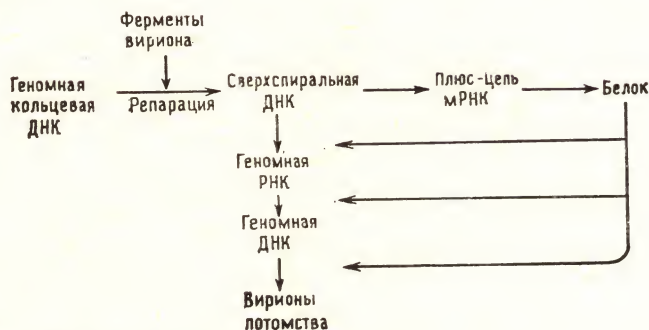 Ферменты
вириона
Геномная
кольцевая
ДНК
Репарация
Сверхспиральная
ДНК
Плюс-цепь
мРНК
Белок
Геномная
РНК
Геномная
ДНК
Вирионы
потомства